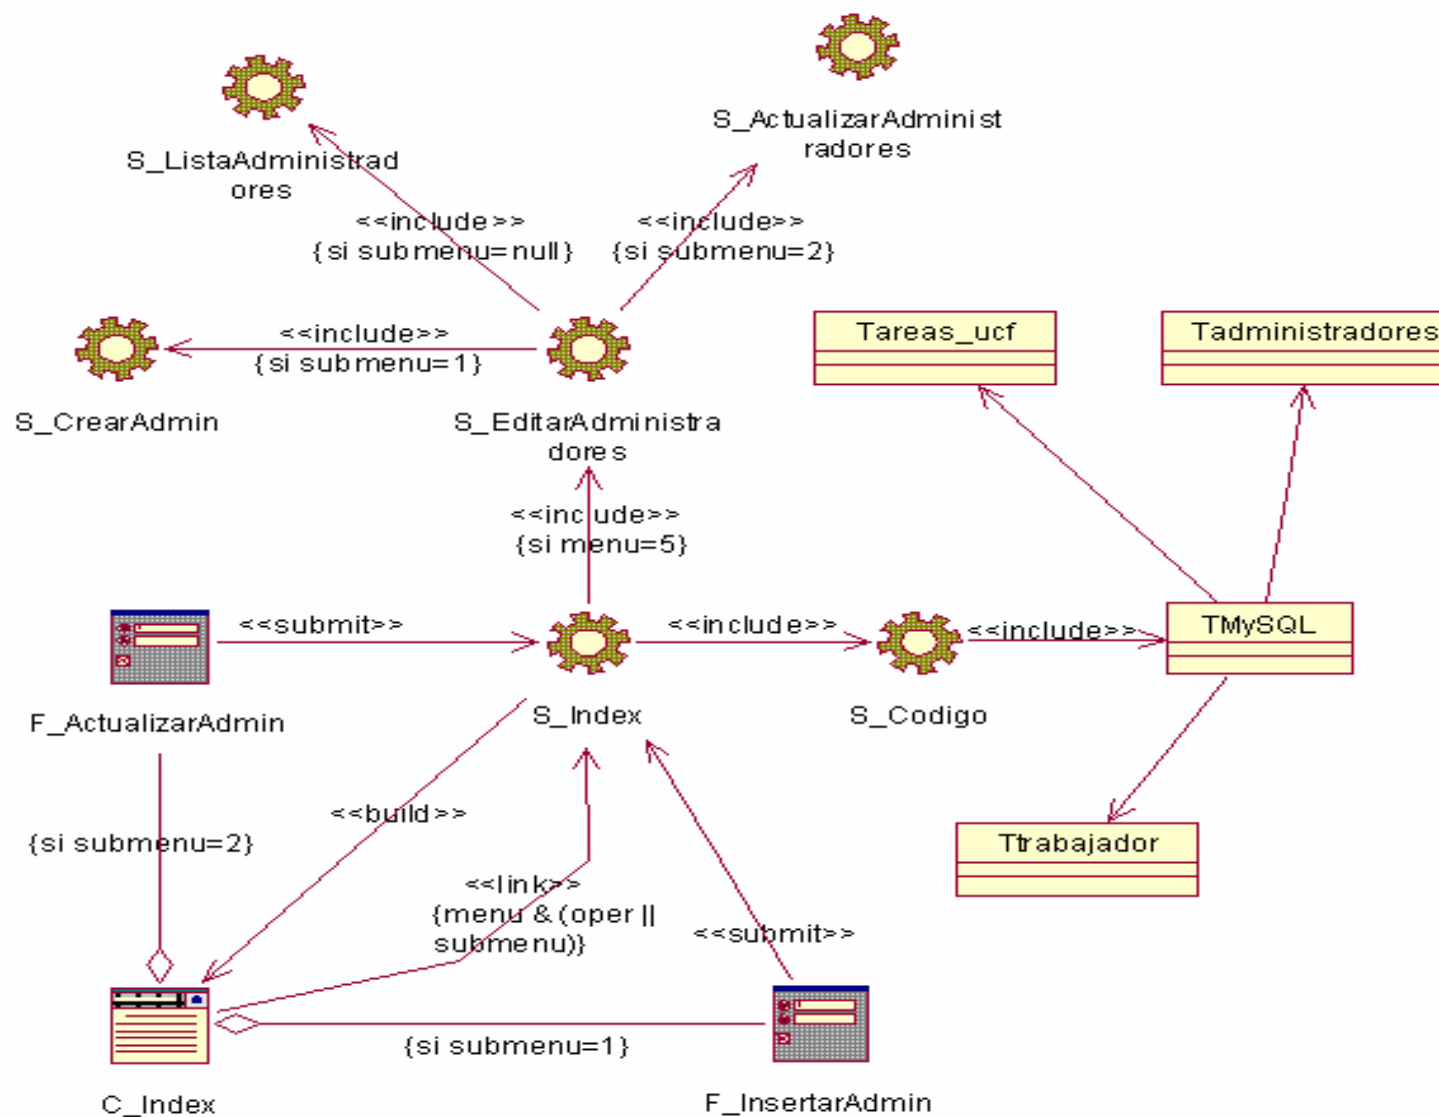 S_ActualizarAdminist
radores
S_ListaAdministrad
ores
<<include>>
{si submenu=null}
<<include>>
{si submenu=2}
<<include>>
{si submenu=1}
Tareas_ucf
Tadministradores
S_CrearAdmin
S_EditarAdministra
dores
<<include>>
{si menu=5}
<<submit>>
<<include>>
<<include>>
TMySQL
F_ActualizarAdmin
S_Index
S_Codigo
<<build>>
{si submenu=2}
Ttrabajador
<<link>>
{menu & (oper ||
submenu)}
<<submit>>
{si submenu=1}
C_Index
F_InsertarAdmin